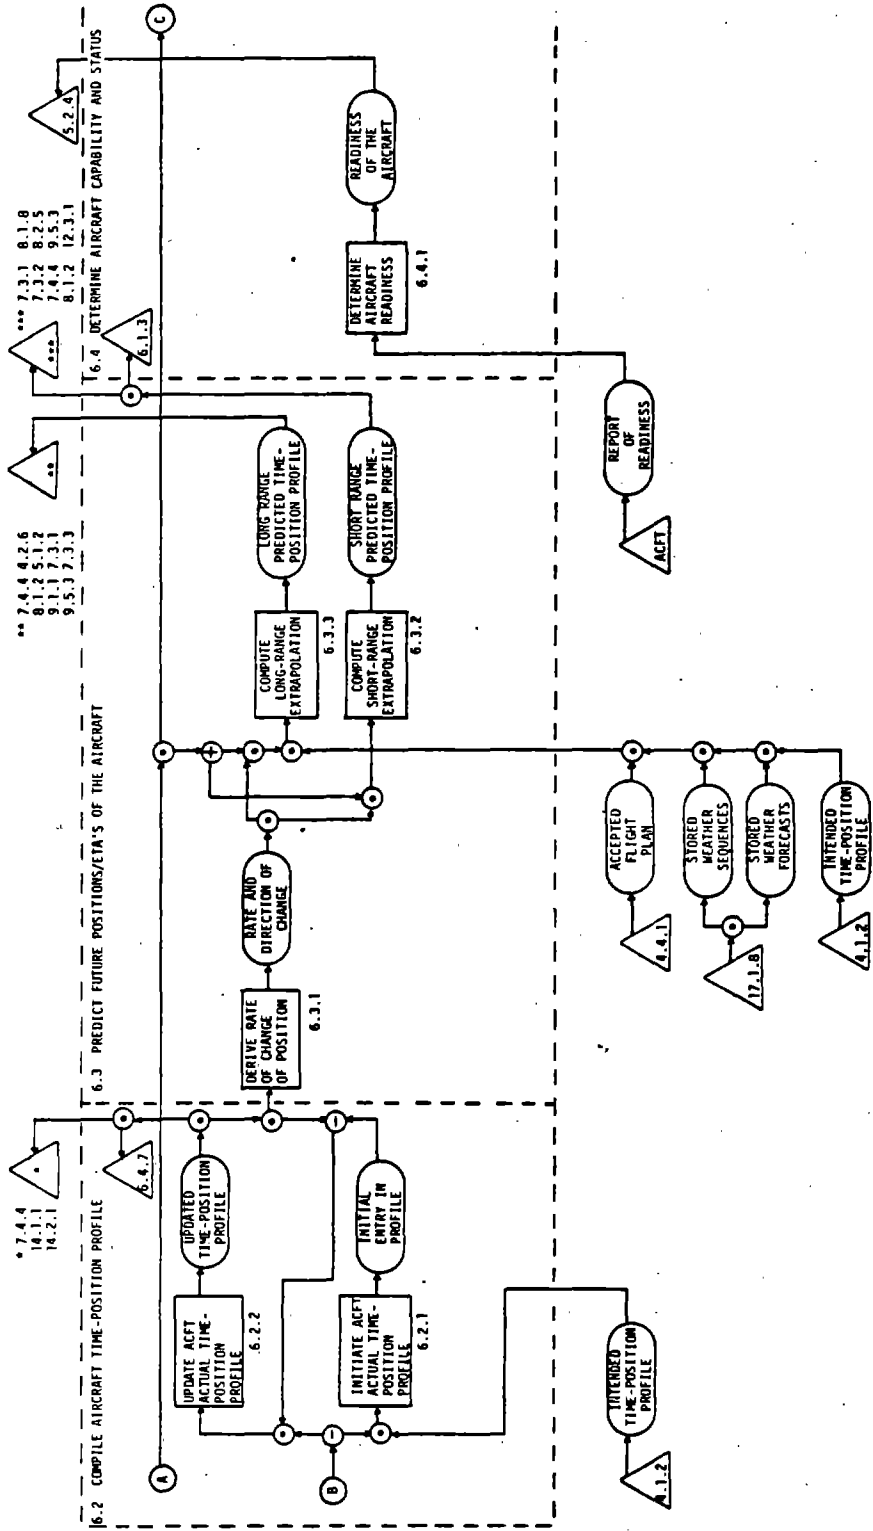 * 7.4.4
14.1.1
14.2.1
*
** 7.4.4 4.2.6
8.1.2 5.1.2
9.1.1 7.3.1
9.5.3 7.3.3
**
*** 7.3.1 8.1.8
7.3.2 8.2.5
7.4.4 9.5.3
8.1.2 12.3.1
***
5.2.4
6.2 COMPILE AIRCRAFT TIME-POSITION PROFILE
6.3 PREDICT FUTURE POSITIONS/ETA'S OF THE AIRCRAFT
6.4 DETERMINE AIRCRAFT CAPABILITY AND STATUS
6.4.7
6.1.3
A
C
UPDATE ACFT
ACTUAL TIME-
POSITION
PROFILE
6.2.2
UPDATED
TIME-POSITION
PROFILE
B
INITIATE ACFT
ACTUAL TIME-
POSITION
PROFILE
6.2.1
INITIAL
ENTRY IN
PROFILE
DERIVE RATE
OF CHANGE
OF POSITION
6.3.1
RATE AND
DIRECTION OF
CHANGE
COMPUTE
LONG-RANGE
EXTRAPOLATION
6.3.3
LONG RANGE
PREDICTED TIME-
POSITION PROFILE
COMPUTE
SHORT-RANGE
EXTRAPOLATION
6.3.2
SHORT RANGE
PREDICTED TIME-
POSITION PROFILE
DETERMINE
AIRCRAFT
READINESS
6.4.1
READINESS
OF THE
AIRCRAFT
4.1.2
INTENDED
TIME-POSITION
PROFILE
4.4.1
ACCEPTED
FLIGHT
PLAN
17.1.8
STORED
WEATHER
SEQUENCES
STORED
WEATHER
FORECASTS
4.1.2
INTENDED
TIME-POSITION
PROFILE
ACFT
REPORT
OF
READINESS